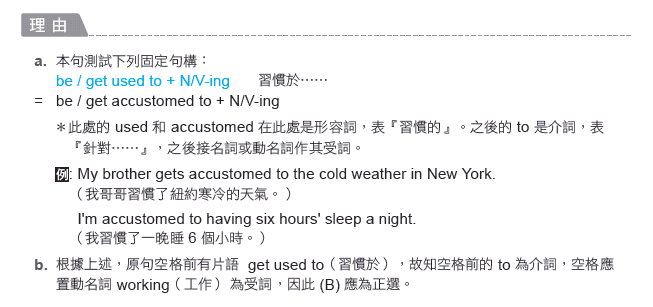 理由
a. 本句測試下列固定句構：
be / get used to + N/V-ing 習慣於……
= be / get accustomed to + N/V-ing
＊此處的 used 和 accustomed 在此處是形容詞，表『習慣的』。之後的 to 是介詞，表
『針對……』，之後接名詞或動名詞作其受詞。
例: My brother gets accustomed to the cold weather in New York.
（我哥哥習慣了紐約寒冷的天氣。）
I'm accustomed to having six hours' sleep a night.
（我習慣了一晚睡 6 個小時。）
b. 根據上述，原句空格前有片語 get used to（習慣於），故知空格前的 to 為介詞，空格應
置動名詞 working（工作）為受詞，因此 (B) 應為正選。